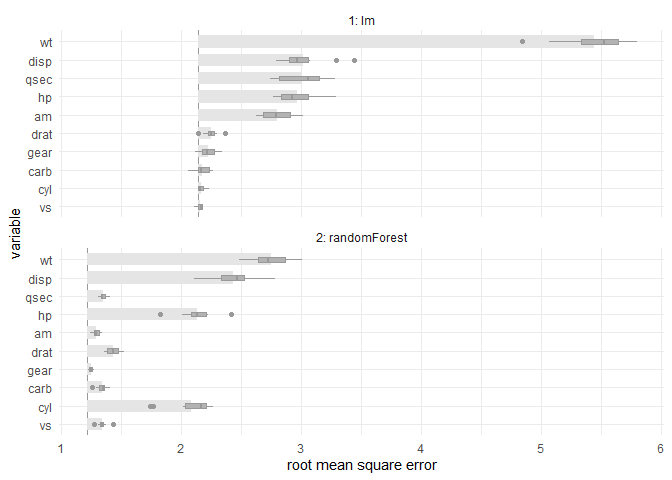 1: lm
wt
disp
qsec
hp
am
drat
gear
carb
cyl
vs
variable
2: randomForest
wt
disp
qsec
hp
am
drat
gear
carb
cyl
vs
1 2 3 4 5 6
root mean square error